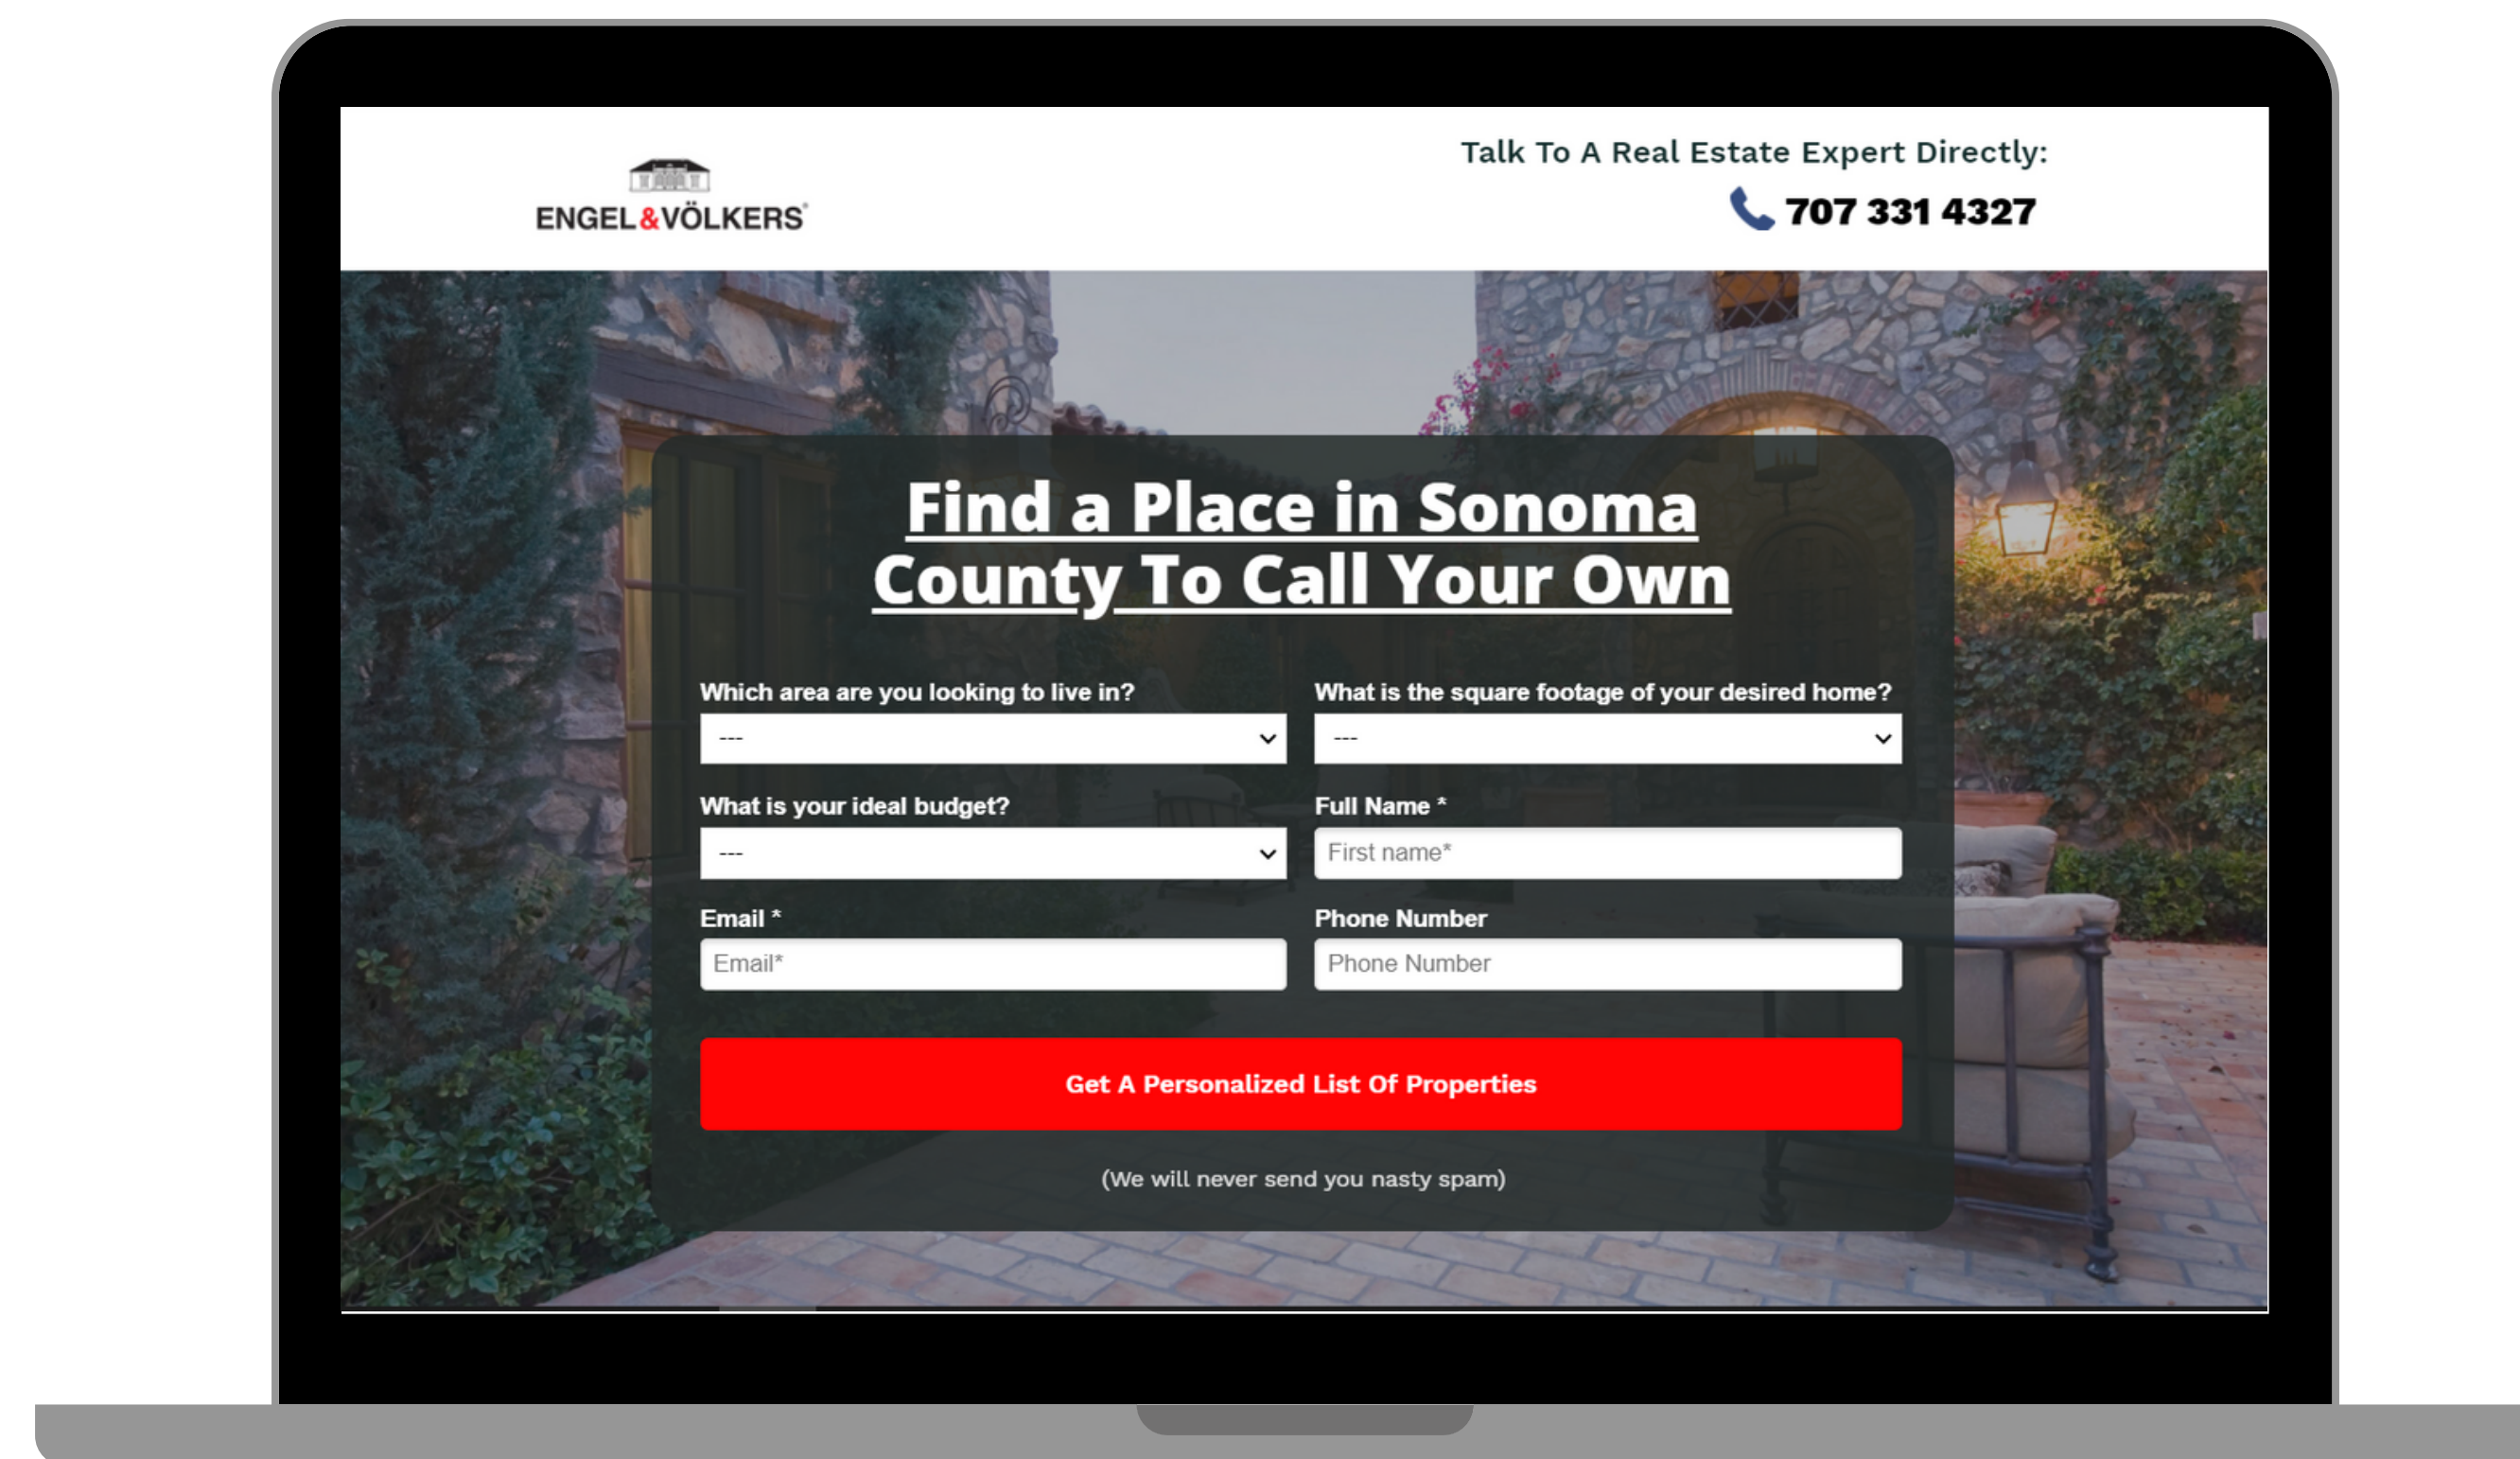 ENGEL&VÖLKERS
Talk To A Real Estate Expert Directly:
707 331 4327
Find a Place in Sonoma
County To Call Your Own
Which area are you looking to live in?
What is the square footage of your desired home?
---
---
What is your ideal budget?
Full Name *
---
First name*
Email *
Phone Number
Email*
Phone Number
Get A Personalized List Of Properties
(We will never send you nasty spam)